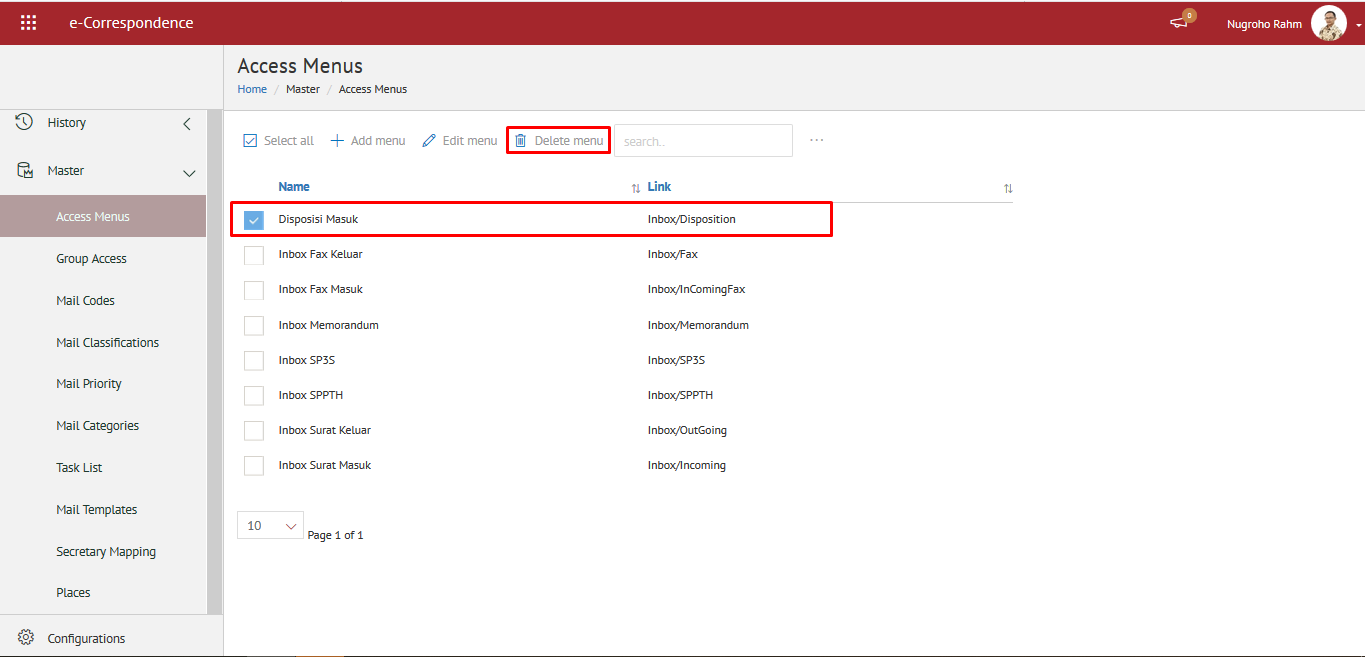 e-Correspondence
0
Nugroho Rahm
Access Menus
Home / Master / Access Menus
History
Master
Access Menus
Group Access
Mail Codes
Mail Classifications
Mail Priority
Mail Categories
Task List
Mail Templates
Secretary Mapping
Places
Configurations
Select all Add menu Edit menu Delete menu search.. ...
Name Link
Disposisi Masuk Inbox/Disposition
Inbox Fax Keluar Inbox/Fax
Inbox Fax Masuk Inbox/InComingFax
Inbox Memorandum Inbox/Memorandum
Inbox SP3S Inbox/SP3S
Inbox SPPTH Inbox/SPPTH
Inbox Surat Keluar Inbox/OutGoing
Inbox Surat Masuk Inbox/Incoming
10 Page 1 of 1